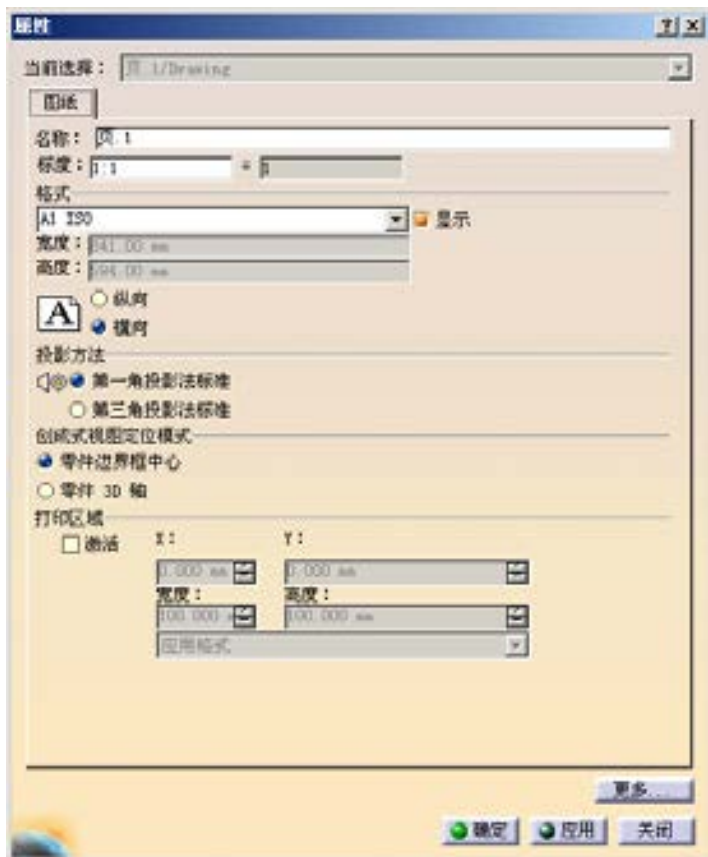 属性
当前选择： 页.1/Drawing
图纸
名称： 页.1
标度： 1:1 = 1
格式
A1 ISO 显示
宽度： 841.00 mm
高度： 594.00 mm
A 纵向
横向
投影方法
第一角投影法标准
第三角投影法标准
创成式视图定位模式
零件边界框中心
零件 3D 轴
打印区域
激活 X： Y：
0.000 mm 0.000 mm
宽度： 高度：
100.000 100.000 mm
应用格式
更多...
确定 应用 关闭